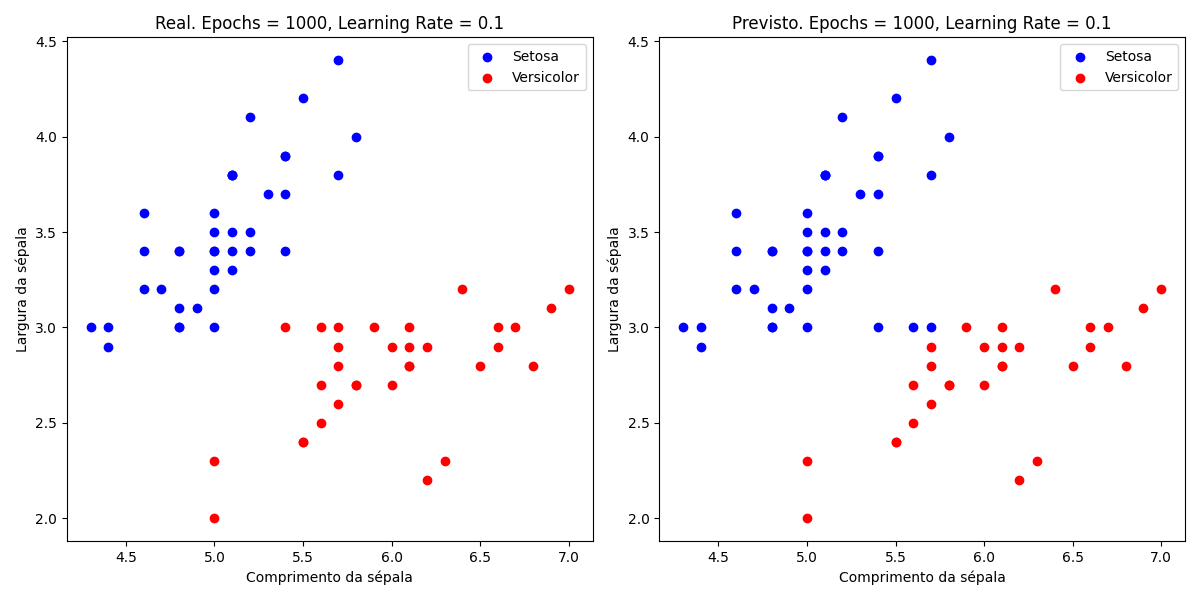 Real. Epochs = 1000, Learning Rate = 0.1
4.5
4.0
3.5
3.0
2.5
2.0
Largura da sépala
4.5
5.0
5.5
6.0
6.5
7.0
Comprimento da sépala
Setosa
Versicolor
Previsto. Epochs = 1000, Learning Rate = 0.1
4.5
4.0
3.5
3.0
2.5
2.0
Largura da sépala
4.5
5.0
5.5
6.0
6.5
7.0
Comprimento da sépala
Setosa
Versicolor